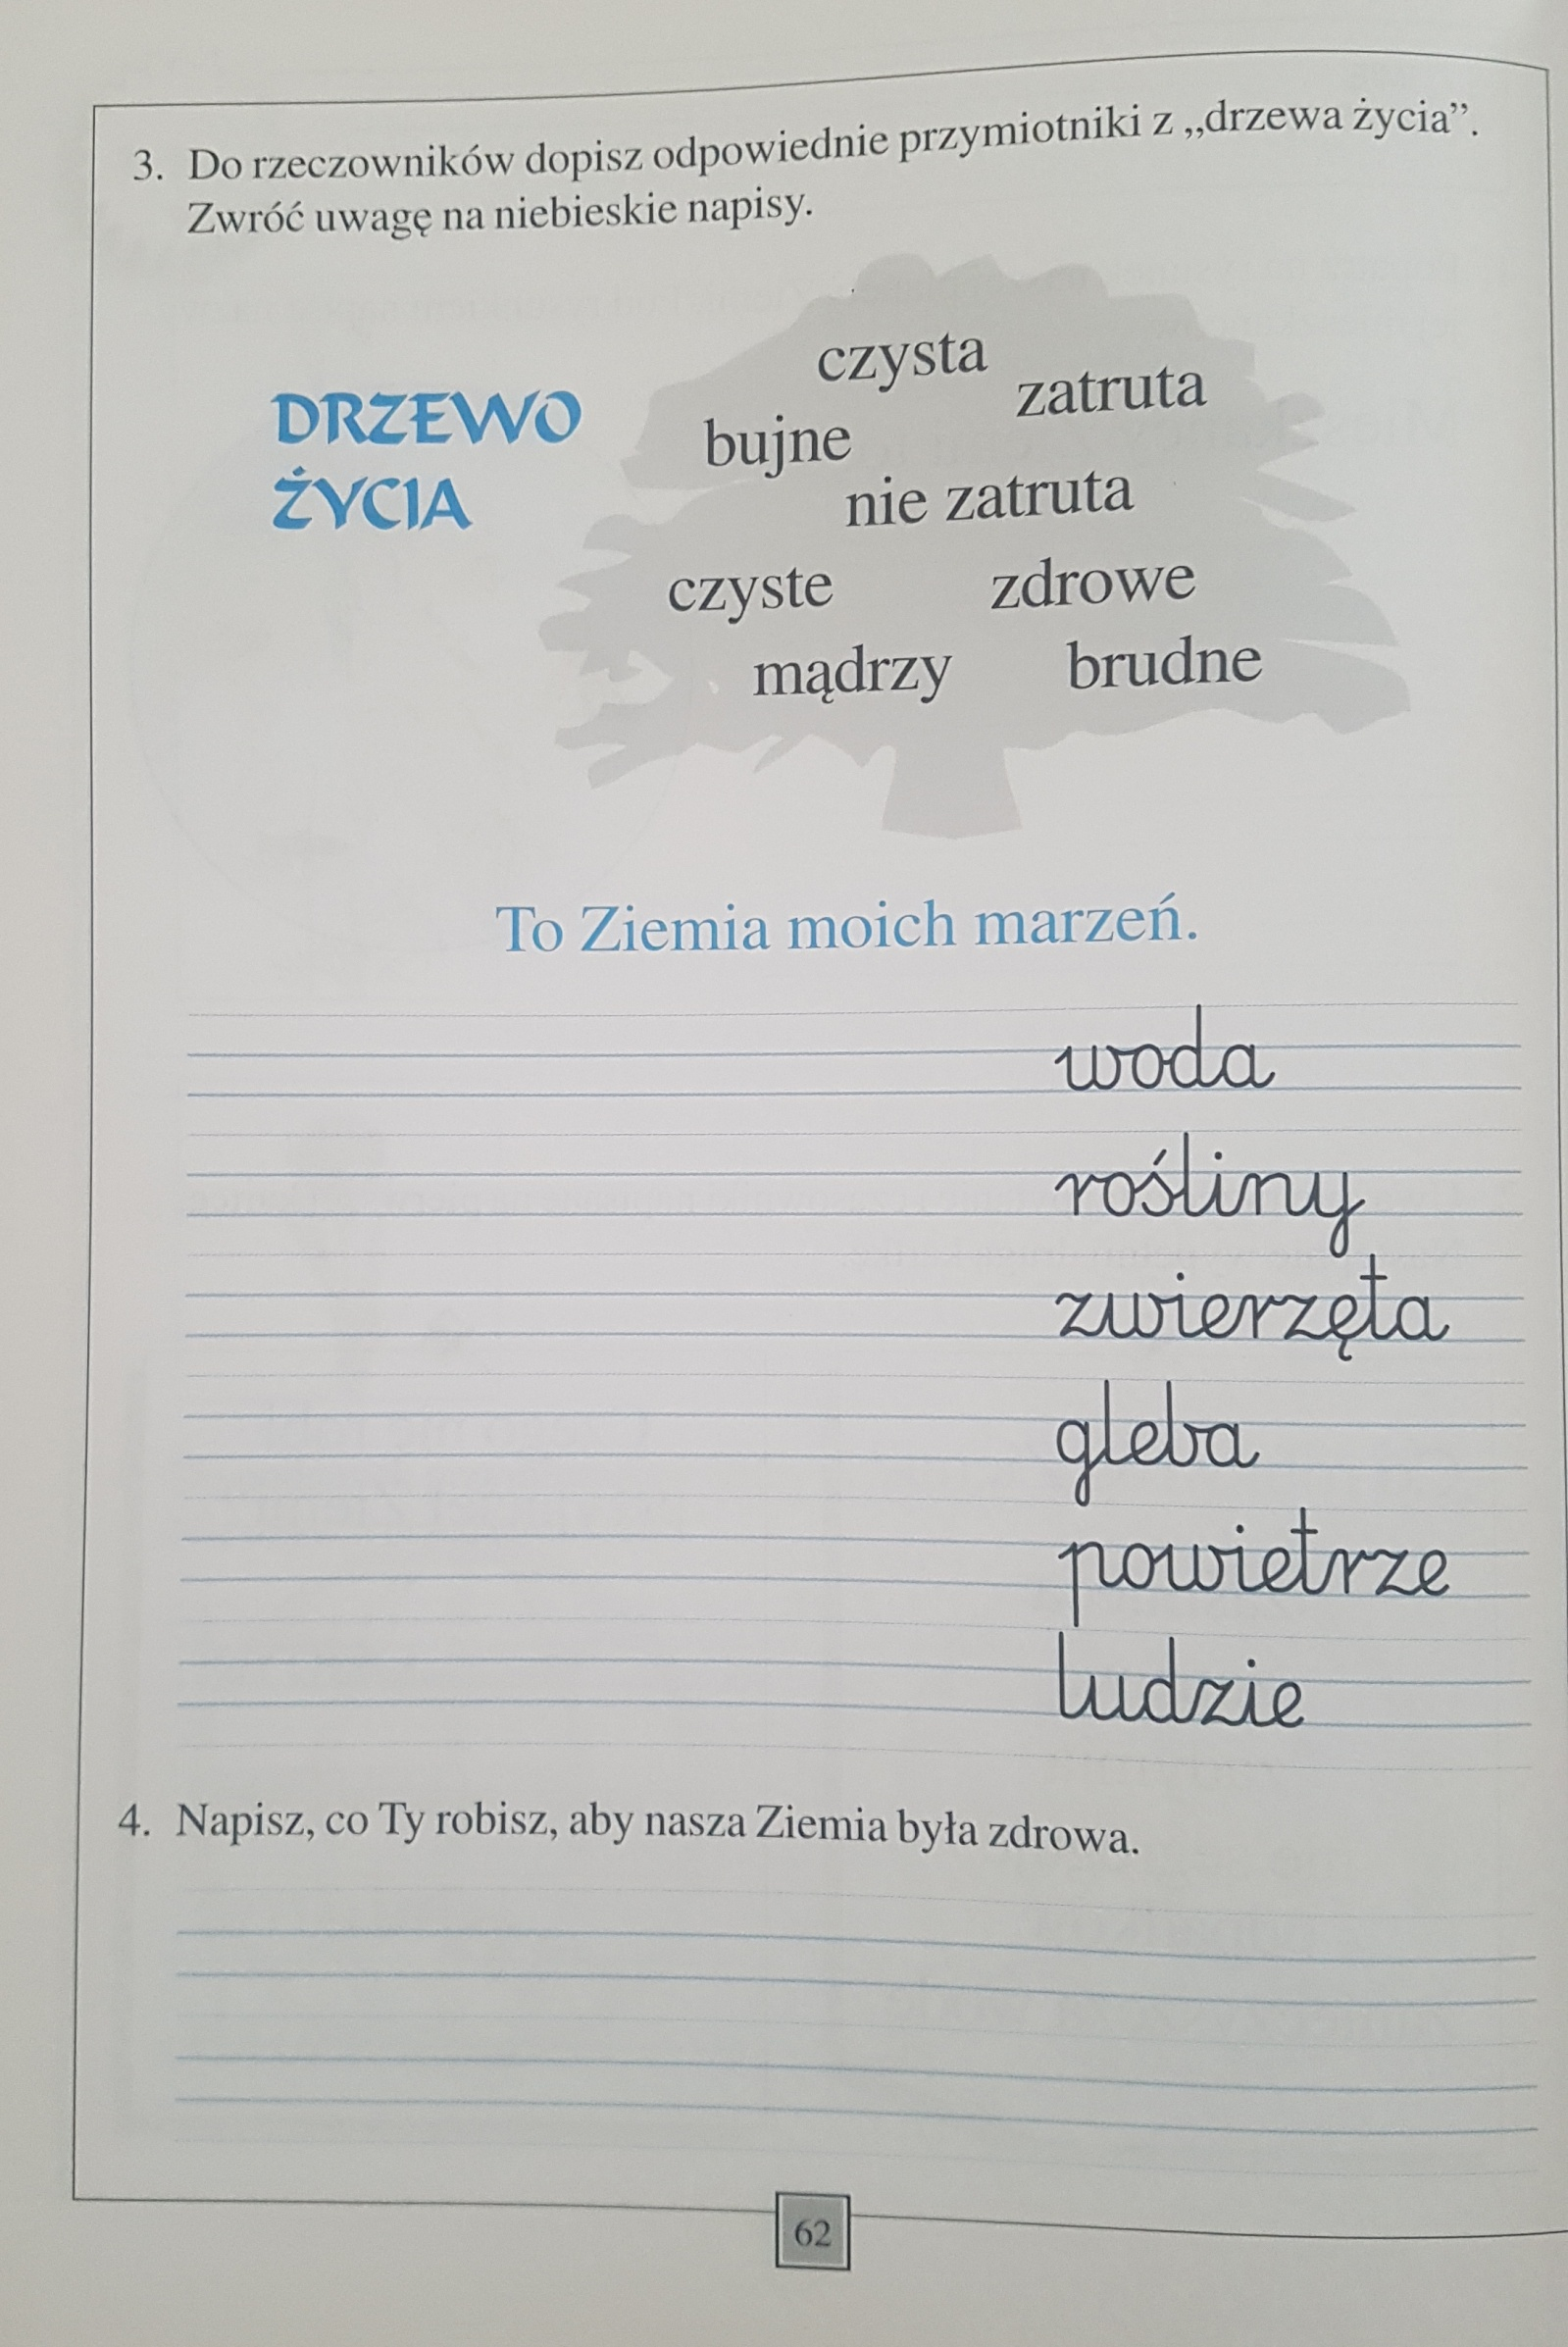 3. Do rzeczowników dopisz odpowiednie przymiotniki z „drzewa życia”.
Zwróć uwagę na niebieskie napisy.
DRZEWO
ŻYCIA
czysta
zatruta
bujne
nie zatruta
czyste zdrowe
mądrzy brudne
To Ziemia moich marzeń.
woda
rośliny
zwierzęta
gleba
powietrze
ludzie
4. Napisz, co Ty robisz, aby nasza Ziemia była zdrowa.
62